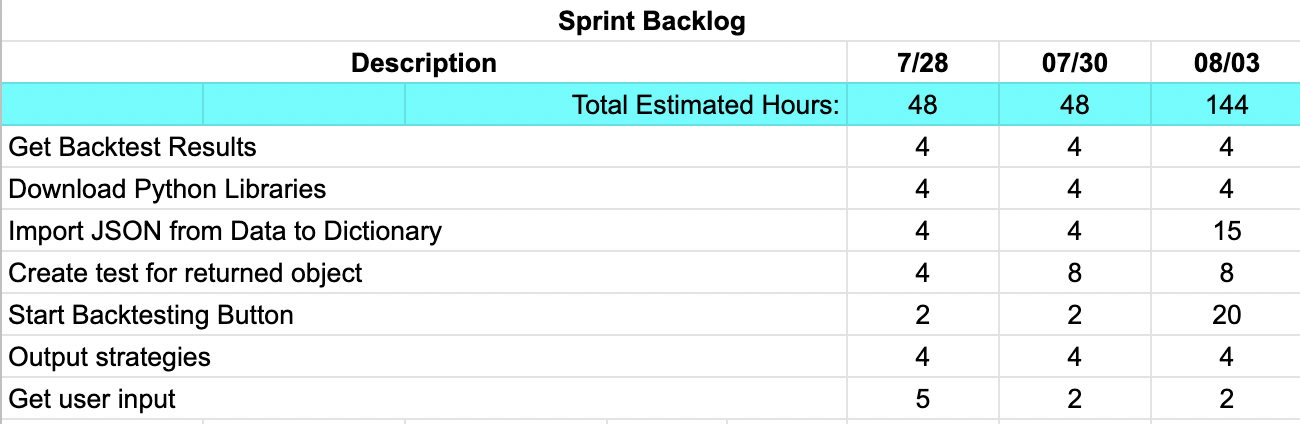 Sprint Backlog
Description 7/28 07/30 08/03
Total Estimated Hours: 48 48 144
Get Backtest Results 4 4 4
Download Python Libraries 4 4 4
Import JSON from Data to Dictionary 4 4 15
Create test for returned object 4 8 8
Start Backtesting Button 2 2 20
Output strategies 4 4 4
Get user input 5 2 2